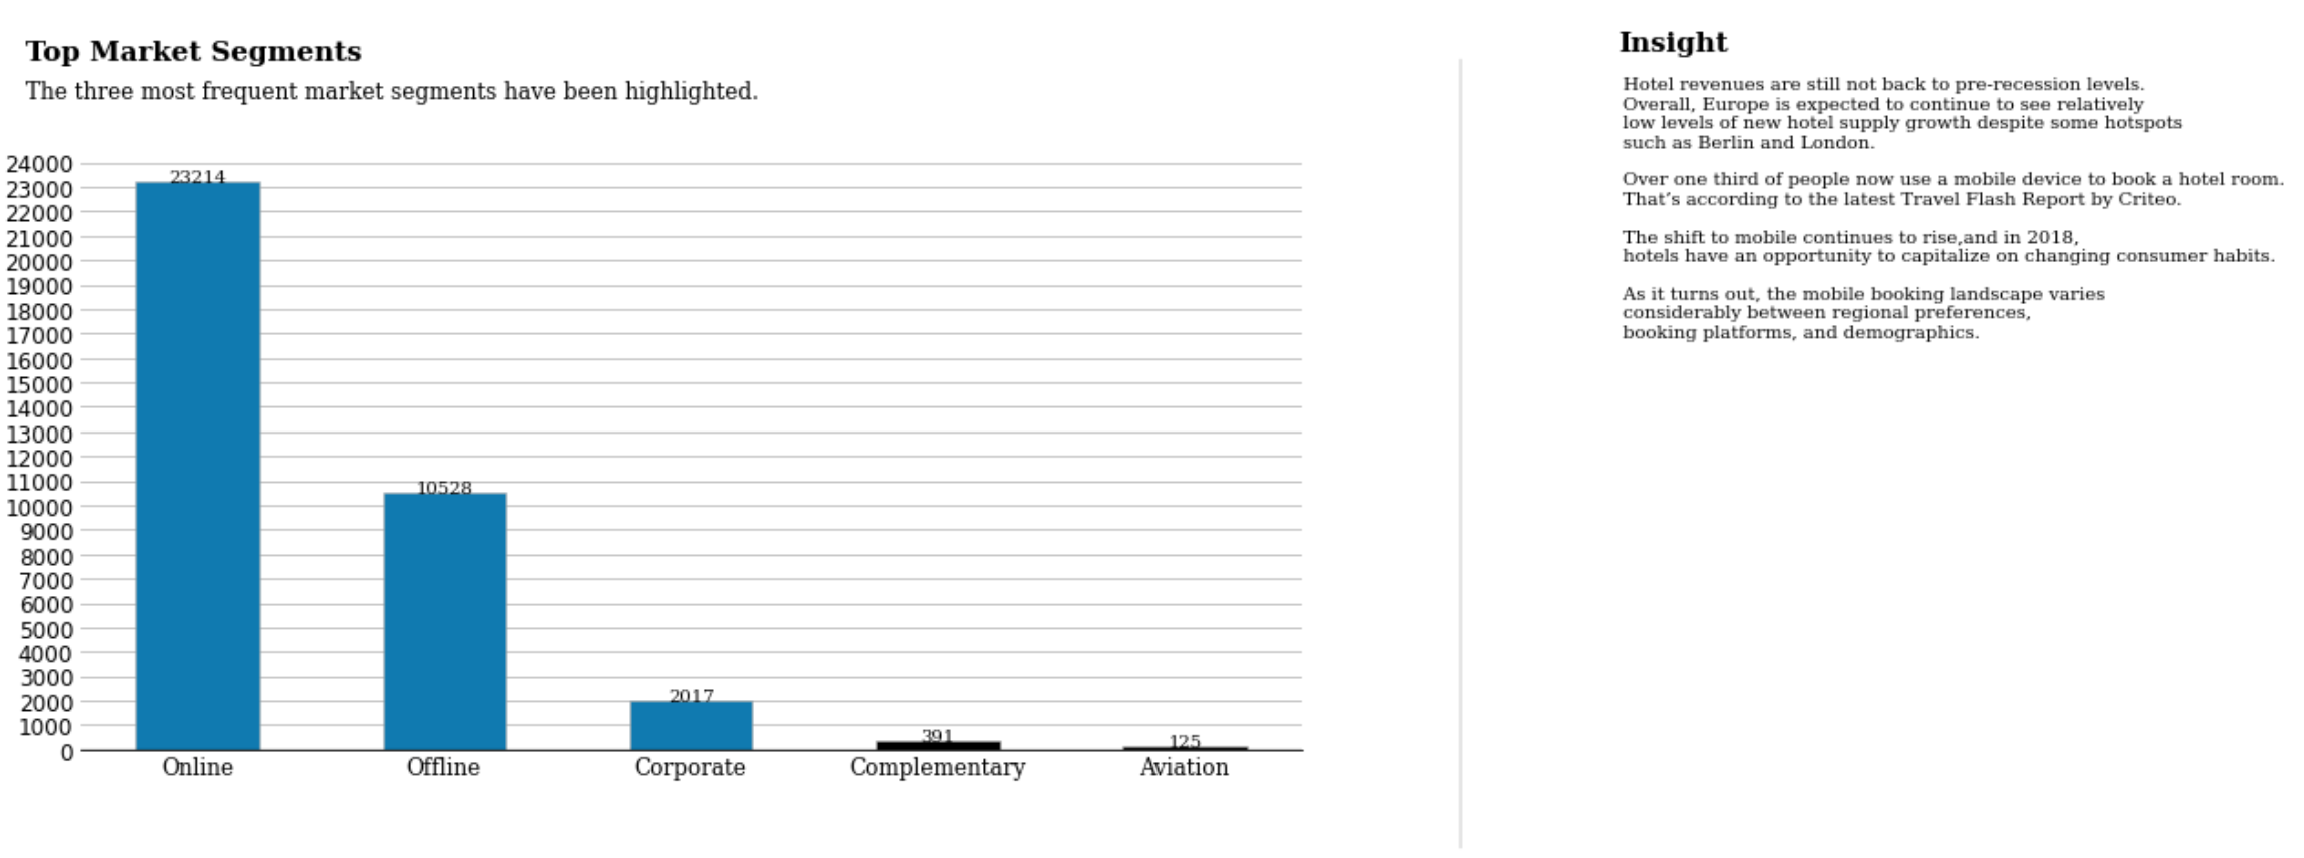 Top Market Segments
The three most frequent market segments have been highlighted.
24000
23000
22000
21000
20000
19000
18000
17000
16000
15000
14000
13000
12000
11000
10000
9000
8000
7000
6000
5000
4000
3000
2000
1000
0
23214
10528
2017
391
125
Online
Offline
Corporate
Complementary
Aviation
Insight
Hotel revenues are still not back to pre-recession levels.
Overall, Europe is expected to continue to see relatively
low levels of new hotel supply growth despite some hotspots
such as Berlin and London.
Over one third of people now use a mobile device to book a hotel room.
That’s according to the latest Travel Flash Report by Criteo.
The shift to mobile continues to rise,and in 2018,
hotels have an opportunity to capitalize on changing consumer habits.
As it turns out, the mobile booking landscape varies
considerably between regional preferences,
booking platforms, and demographics.